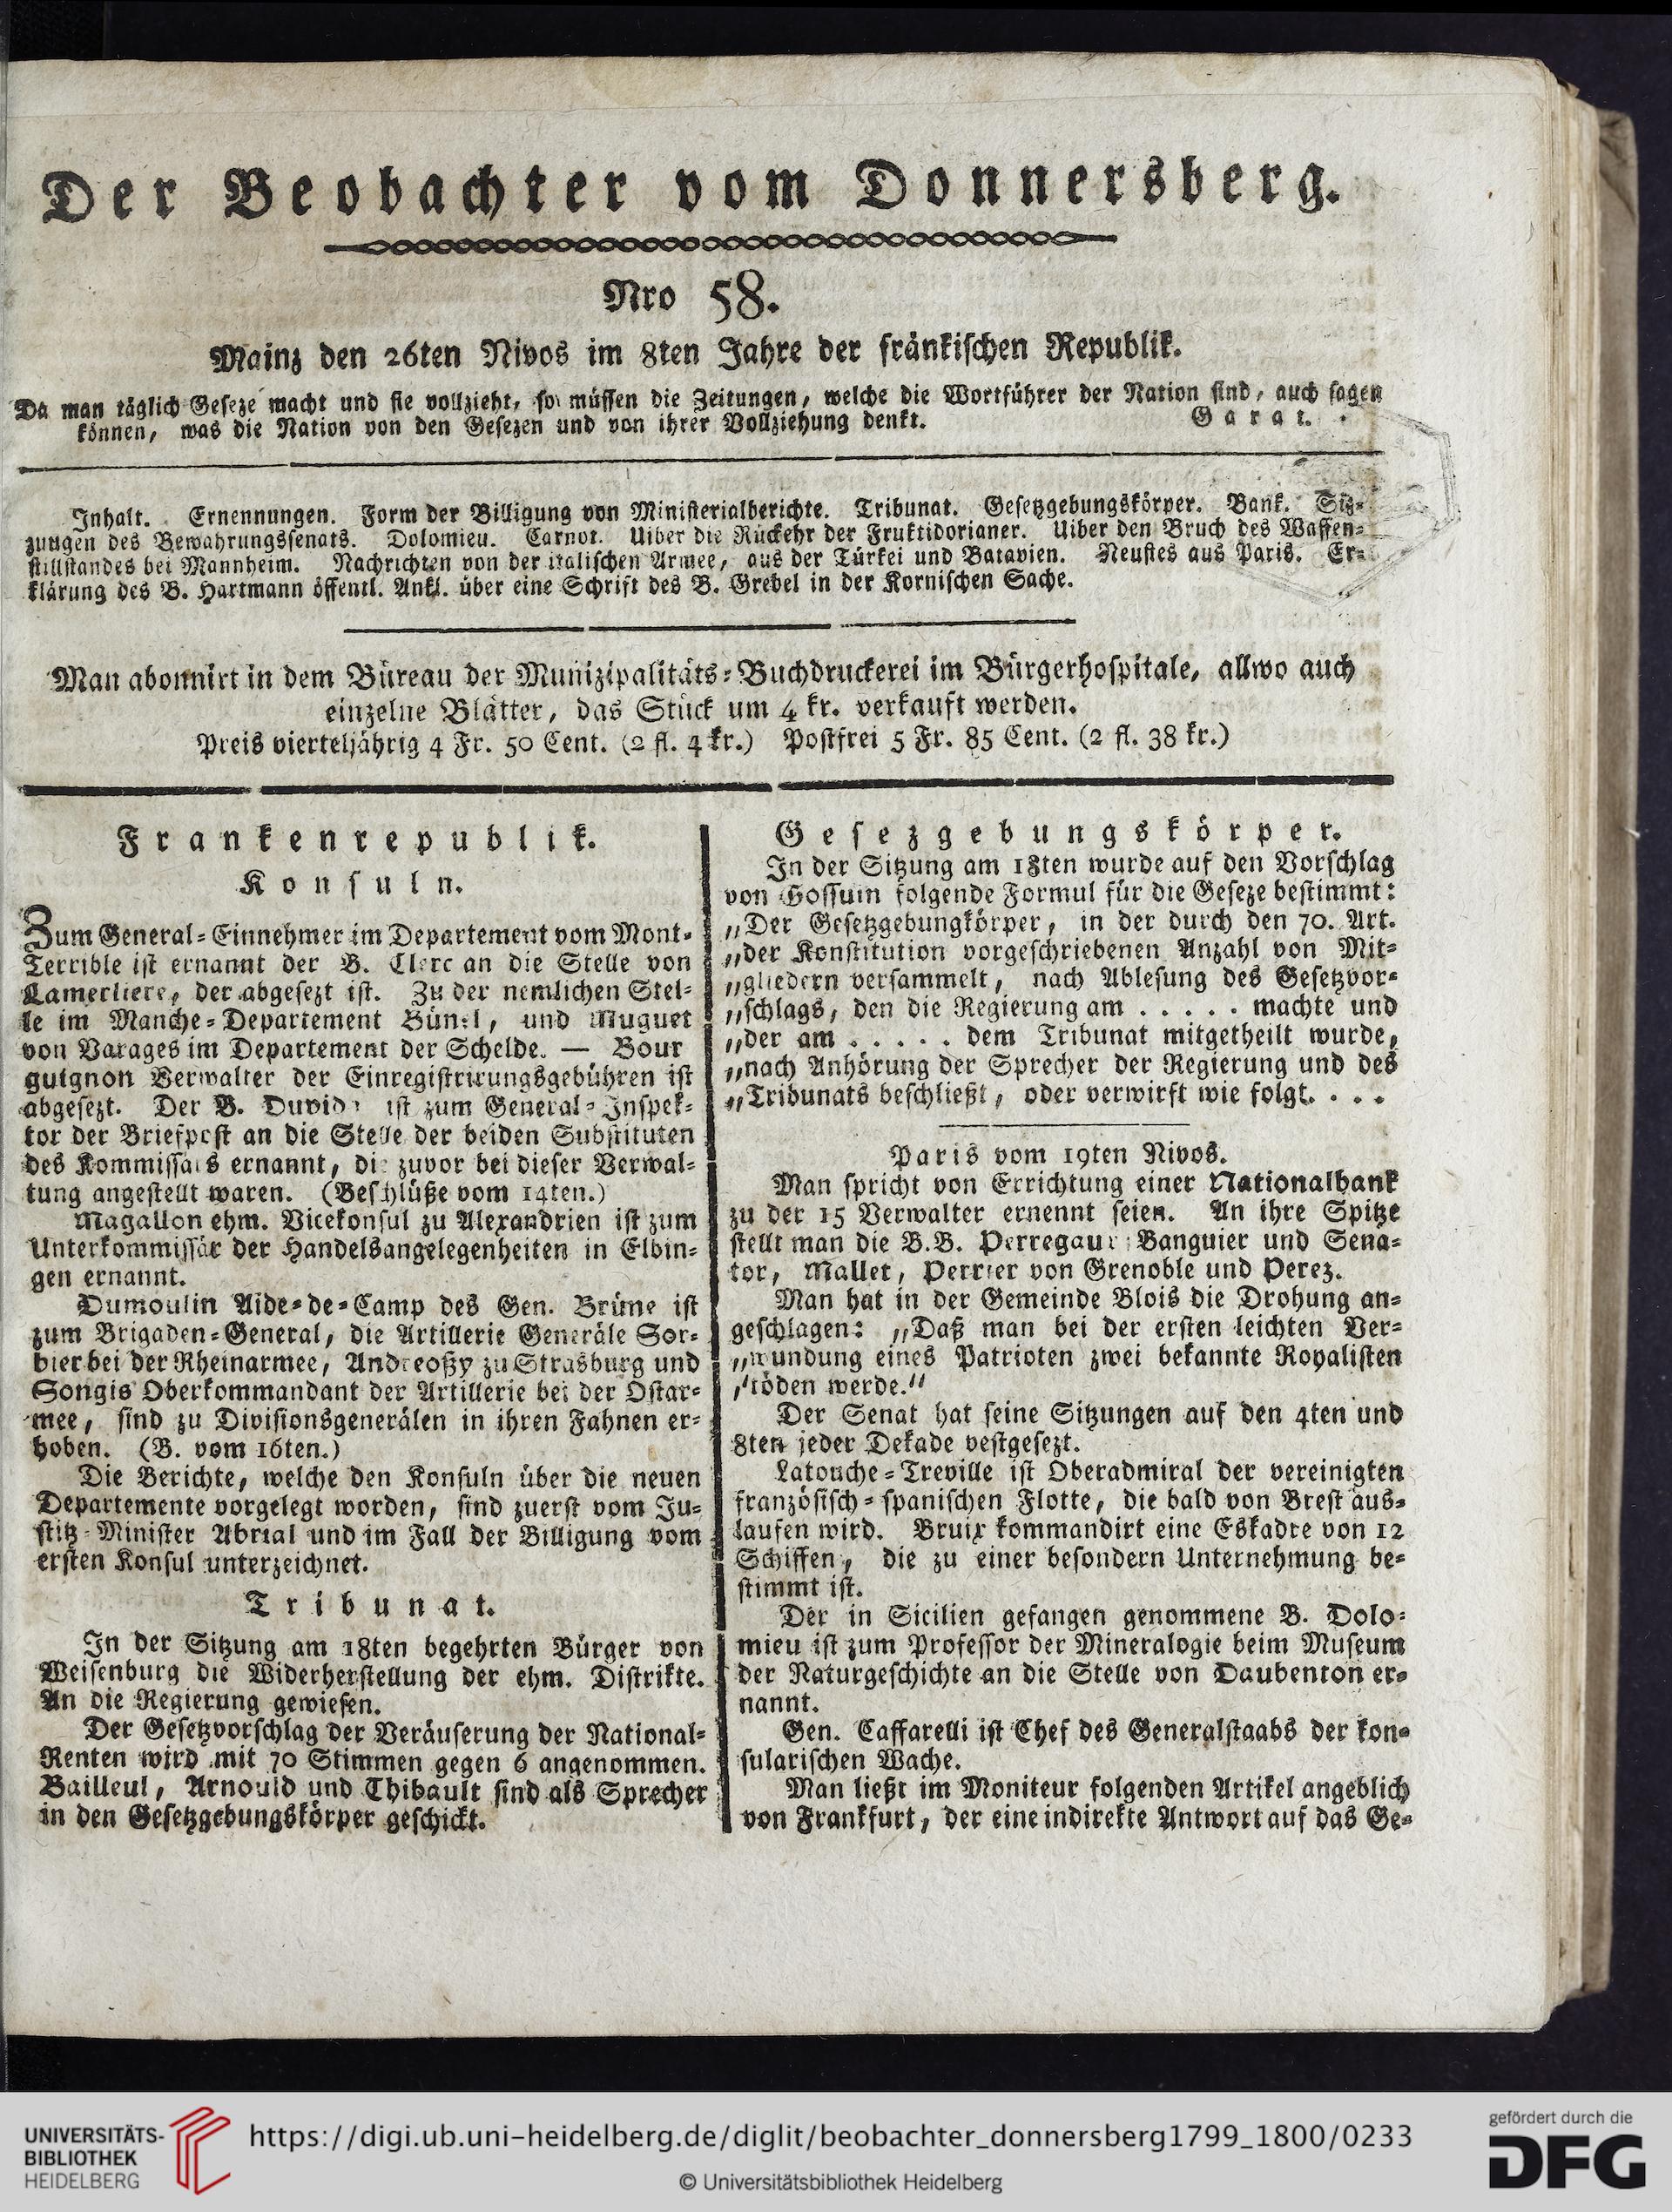 Der Beobachter vom Donnersberg.
Nro 58.
Mainz den 26ten Nivos im 8ten Jahre der fränkischen Republik.
Da man täglich Geseze macht und sie vollzieht, so müssen die Zeitungen, welche die Wortführer der Nation sind, auch sagen
können, was die Nation von den Gesezen und von ihrer Vollziehung denkt. Garat.
Inhalt. Ernennungen. Form der Billigung von Ministerialberichte. Tribunat. Gesetzgebungskörper. Bank. Siz-
zungen des Bewahrungssenats. Dolomieu. Carnot. Uiber die Rückehr der Fruktidorianer. Uiber den Bruch des Waffen-
stillstandes bei Mannheim. Nachrichten von der italischen Armee, aus der Türkei und Batavien. Neustes aus Paris. Er-
klärung des B. Hartmann öffentl. Ankl. über eine Schrift des B. Grebel in der Kornischen Sache.
Man abonnirt in dem Büreau der Munizipalitäts-Buchdruckerei im Bürgerhospitale, allwo auch
einzelne Blätter, das Stück um 4 kr. verkauft werden.
Preis vierteljährig 4 Fr. 50 Cent. (2 fl. 4 kr.) Postfrei 5 Fr. 85 Cent. (2 fl. 38 kr.)
Frankenrepublik.
Konsuln.
Zum General-Einnehmer im Departement vom Mont-
Terrible ist ernannt der B. Clerc an die Stelle von
Lamerliere, der abgesezt ist. Zu der nemlichen Stel-
le im Manche-Departement Bünel, und Muguet
von Varages im Departement der Schelde. — Bour
guignon Verwalter der Einregistrirungsgebühren ist
abgesezt. Der B. ist zum General-Inspek-
tor der Briefpost an die Stelle der beiden Substituten
des Kommissärs ernannt, die zuvor bei dieser Verwal-
tung angestellt waren. (Beschlüße vom 14ten.)
Magallon ehm. Vicekonsul zu Alexandrien ist zum
Unterkommissär der Handelsangelegenheiten in Elbin-
gen ernannt.
Dumoulin Aide-de-Camp des Gen. Brüne ist
zum Brigaden-General, die Artillerie Generäle Sor-
bier bei der Rheinarmee, Andreoßy zu Strasburg und
Songis Oberkommandant der Artillerie bei der Ostar-
mee, sind zu Divisionsgenerälen in ihren Fahnen er-
hoben. (B. vom 16ten.)
Die Berichte, welche den Konsuln über die neuen
Departemente vorgelegt worden, sind zuerst vom Ju-
stitz-Minister Abrial und im Fall der Billigung vom
ersten Konsul unterzeichnet.
Tribunat.
In der Sitzung am 18ten begehrten Bürger von
Weisenburg die Widerherstellung der ehm. Distrikte.
An die Regierung gewiesen.
Der Gesetzvorschlag der Veräuserung der National-
Renten wird mit 70 Stimmen gegen 6 angenommen.
Bailleul, Arnould und Thibault sind als Sprecher
in den Gesetzgebungskörper geschickt.
Gesezgebungskörper.
In der Sitzung am 18ten wurde auf den Vorschlag
von Gossuin folgende Formul für die Geseze bestimmt:
„Der Gesetzgebungkörper, in der durch den 70. Art.
„der Konstitution vorgeschriebenen Anzahl von Mit-
„gliedern versammelt, nach Ablesung des Gesetzvor-
„schlags, den die Regierung am . . . . . machte und
„der am . . . . . dem Tribunat mitgetheilt wurde,
„nach Anhörung der Sprecher der Regierung und des
„Tribunats beschließt, oder verwirft wie folgt. . . .
Paris vom 19ten Nivos.
Man spricht von Errichtung einer Nationalbank
zu der 15 Verwalter ernennt seien. An ihre Spitze
stellt man die B.B. Perregaux Banquier und Sena-
tor, Mallet, Perrier von Grenoble und Perez.
Man hat in der Gemeinde Blois die Drohung an-
geschlagen: „Daß man bei der ersten leichten Ver-
„wundung eines Patrioten zwei bekannte Royalisten
„töden werde.“
Der Senat hat seine Sitzungen auf den 4ten und
8ten jeder Dekade vestgesezt.
Latouche-Treville ist Oberadmiral der vereinigten
französisch-spanischen Flotte, die bald von Brest aus-
laufen wird. Bruix kommandirt eine Eskadre von 12
Schiffen, die zu einer besondern Unternehmung be-
stimmt ist.
Der in Sicilien gefangen genommene B. Dolo-
mieu ist zum Professor der Mineralogie beim Museum
der Naturgeschichte an die Stelle von Daubenton er-
nannt.
Gen. Caffarelli ist Chef des Generalstaabs der kon-
sularischen Wache.
Man ließt im Moniteur folgenden Artikel angeblich
von Frankfurt, der eine indirekte Antwort auf das Ge-
UNIVERSITÄTS-
BIBLIOTHEK
HEIDELBERG
https://digi.ub.uni-heidelberg.de/diglit/beobachter_donnersberg1799_1800/0233
© Universitätsbibliothek Heidelberg
gefördert durch die
DFG